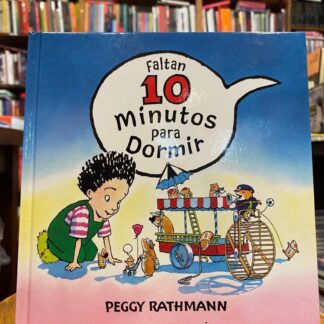 Faltan
10
Minutos
para
Dormir
PEGGY RATHMANN